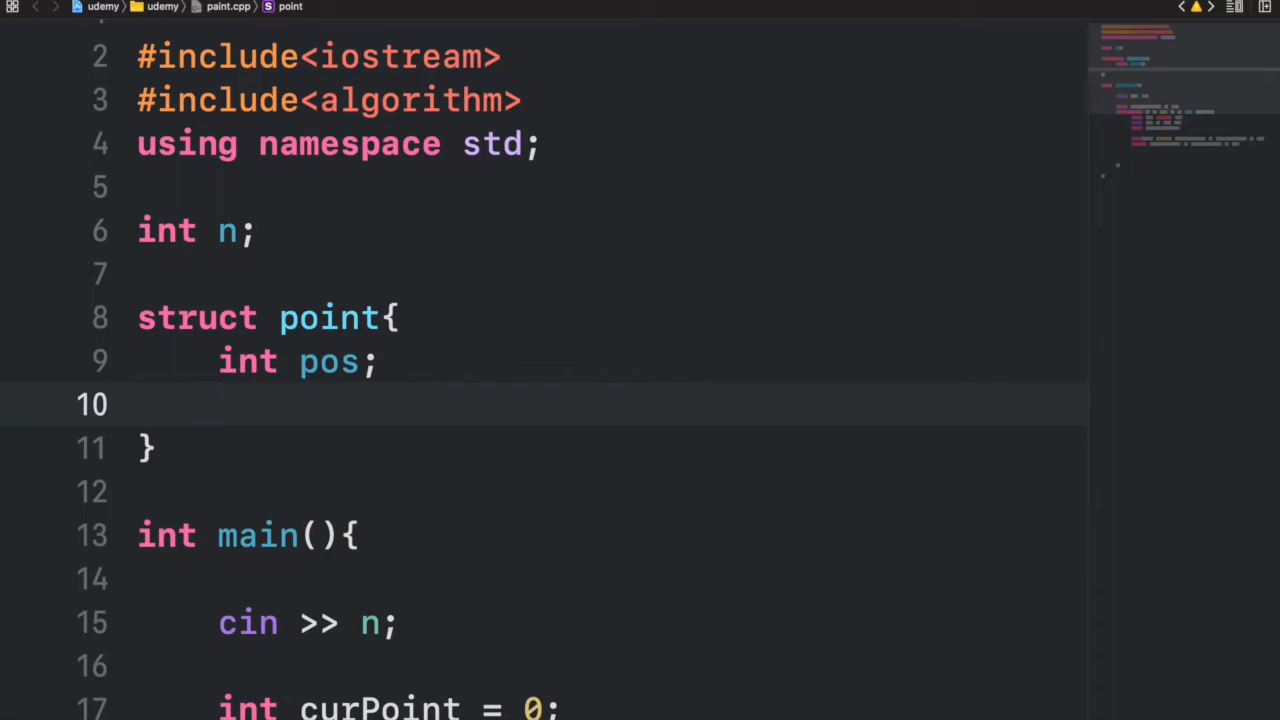 udemy udemy paint.cpp S point
2 #include<iostream>
3 #include<algorithm>
4 using namespace std;
5
6 int n;
7
8 struct point{
9 int pos;
10
11 }
12
13 int main(){
14
15 cin >> n;
16
17 int curPoint = 0;